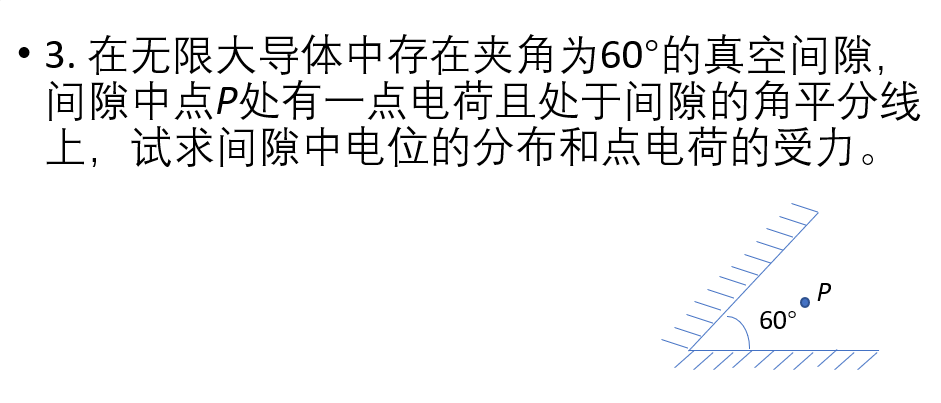 • 3. 在无限大导体中存在夹角为60°的真空间隙，
间隙中点P处有一点电荷且处于间隙的角平分线
上，试求间隙中电位的分布和点电荷的受力。
P
60°